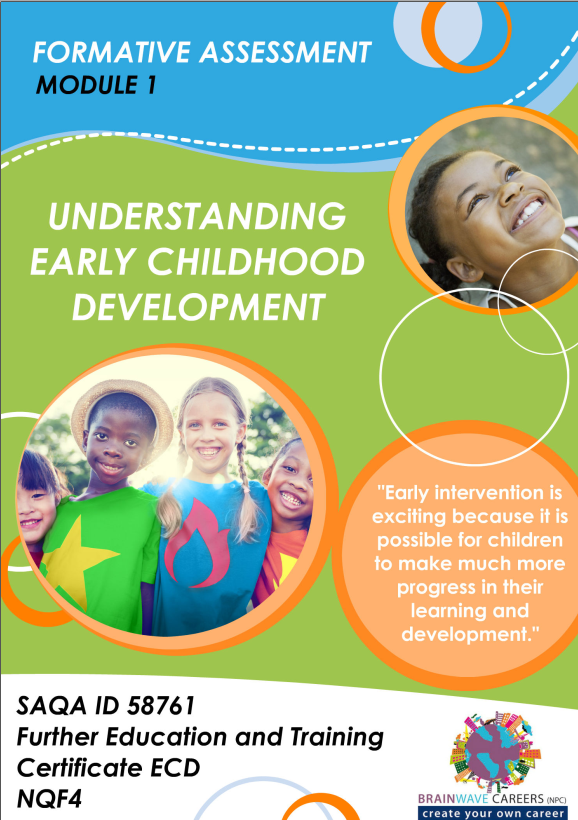 FORMATIVE ASSESSMENT
MODULE 1
UNDERSTANDING
EARLY CHILDHOOD
DEVELOPMENT
"Early intervention is
exciting because it is
possible for children
to make much more
progress in their
learning and
development."
SAQA ID 58761
Further Education and Training
Certificate ECD
NQF4
BRAINWAVE CAREERS (NPC)
create your own career